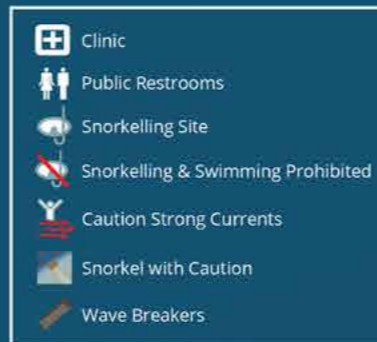 Clinic
Public Restrooms
Snorkelling Site
Snorkelling & Swimming Prohibited
Caution Strong Currents
Snorkel with Caution
Wave Breakers